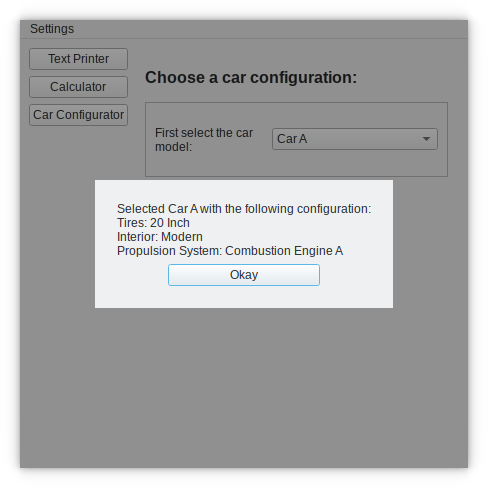 Settings
Text Printer
Calculator
Car Configurator
Choose a car configuration:
First select the car
model:
Car A
Selected Car A with the following configuration:
Tires: 20 Inch
Interior: Modern
Propulsion System: Combustion Engine A
Okay